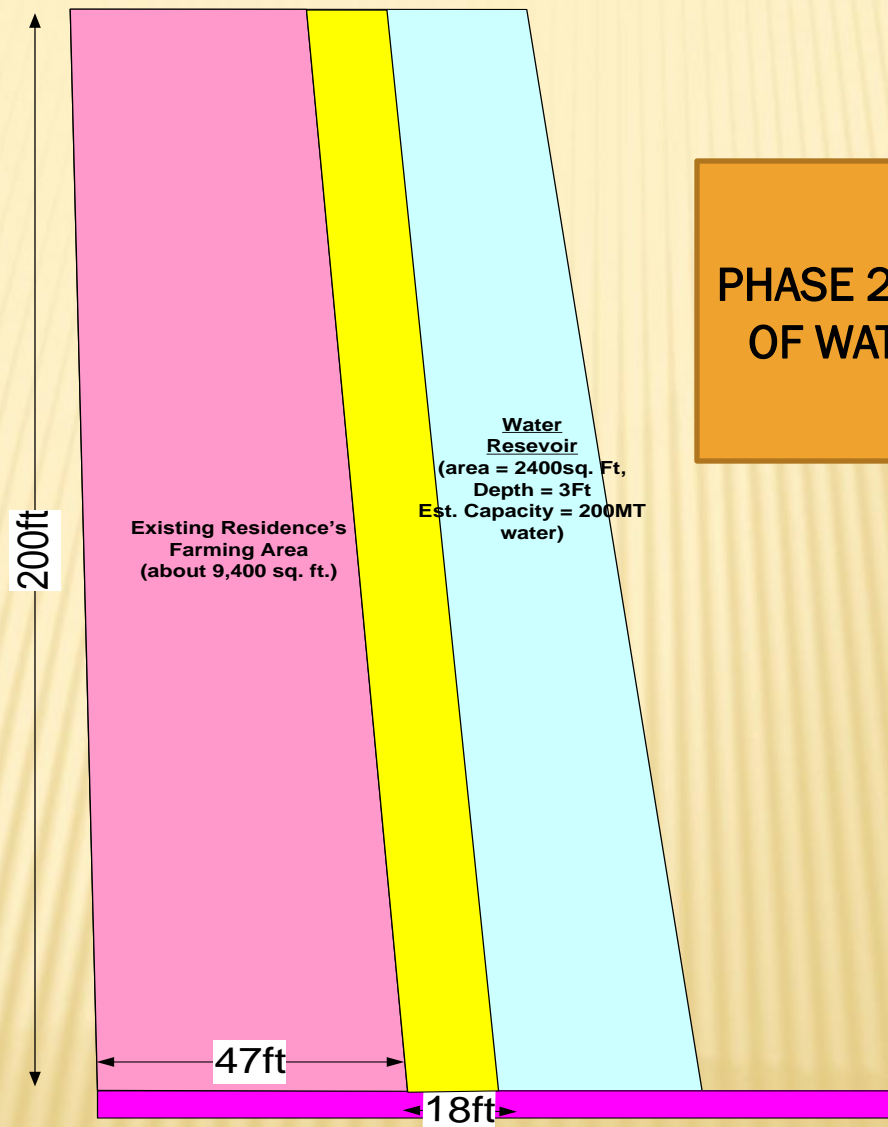 PHASE 2
OF WAT
Water
Resevoir
(area = 2400sq. Ft,
Depth = 3Ft
Est. Capacity = 200MT
water)
Existing Residence's
Farming Area
(about 9,400 sq. ft.)
200ft
47ft
18ft